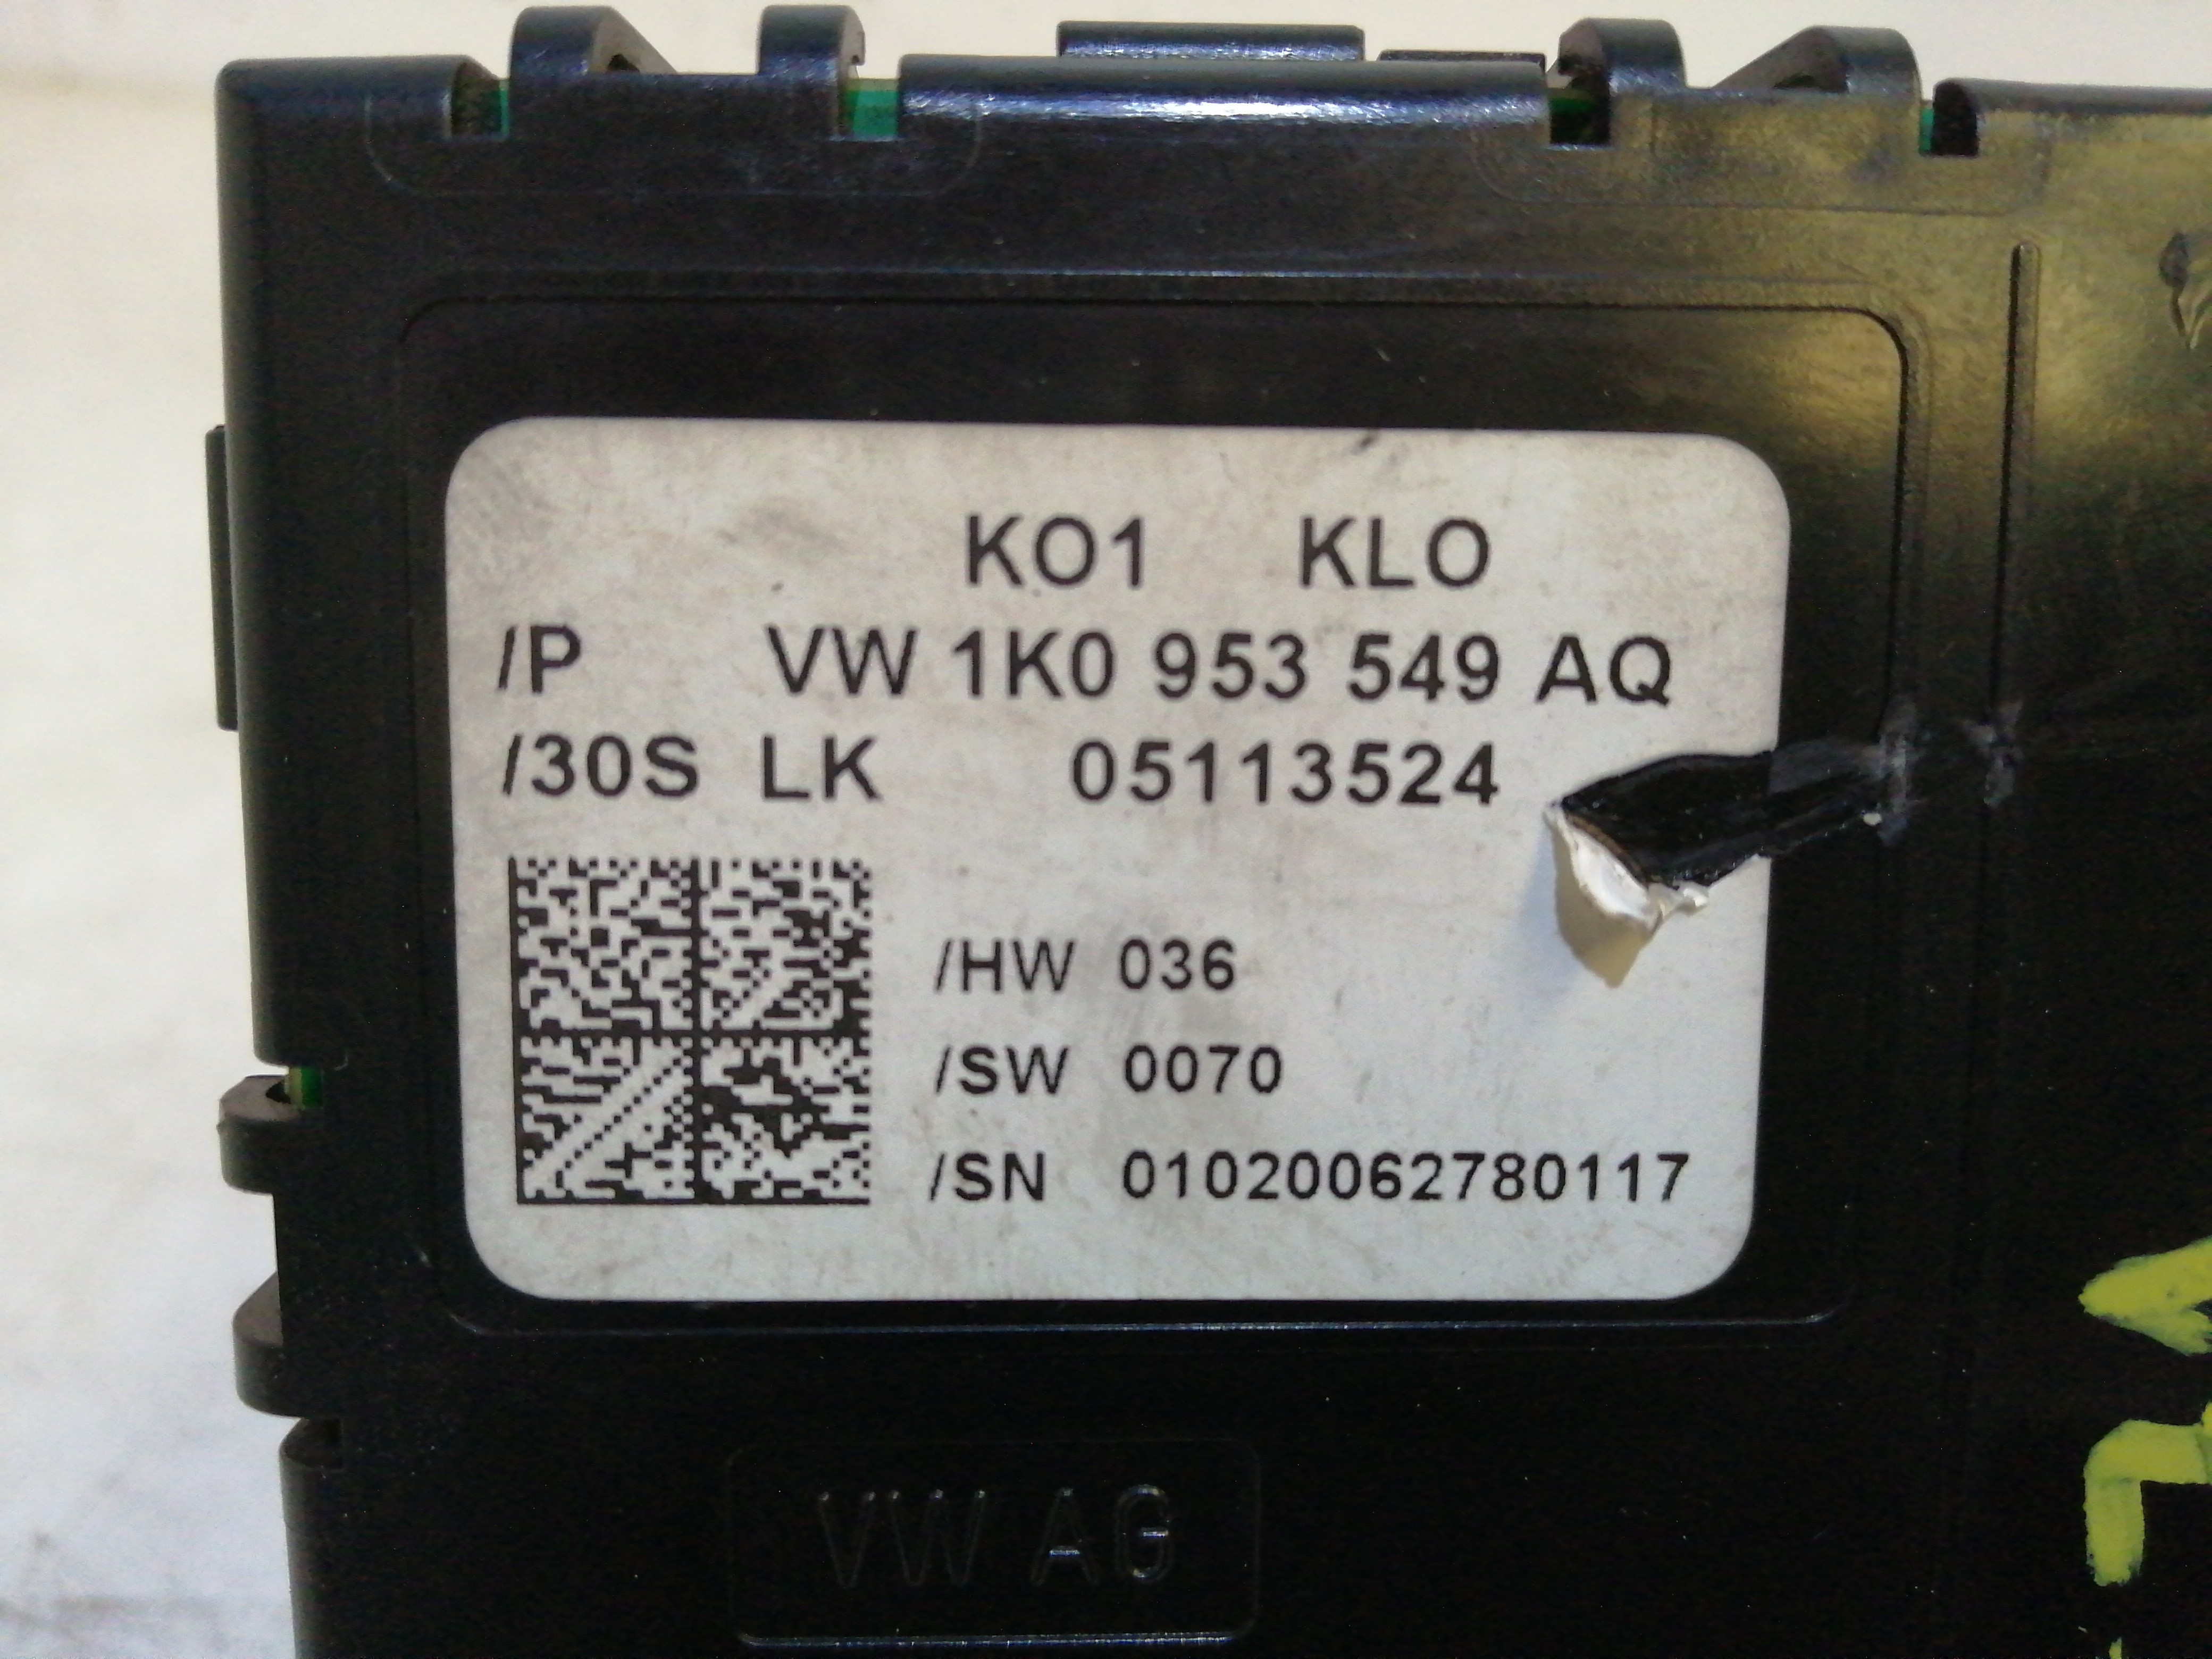 KO1 KLO
/P VW 1K0 953 549 AQ
/30S LK 05113524
/HW 036
/SW 0070
/SN 01020062780117
VW AG